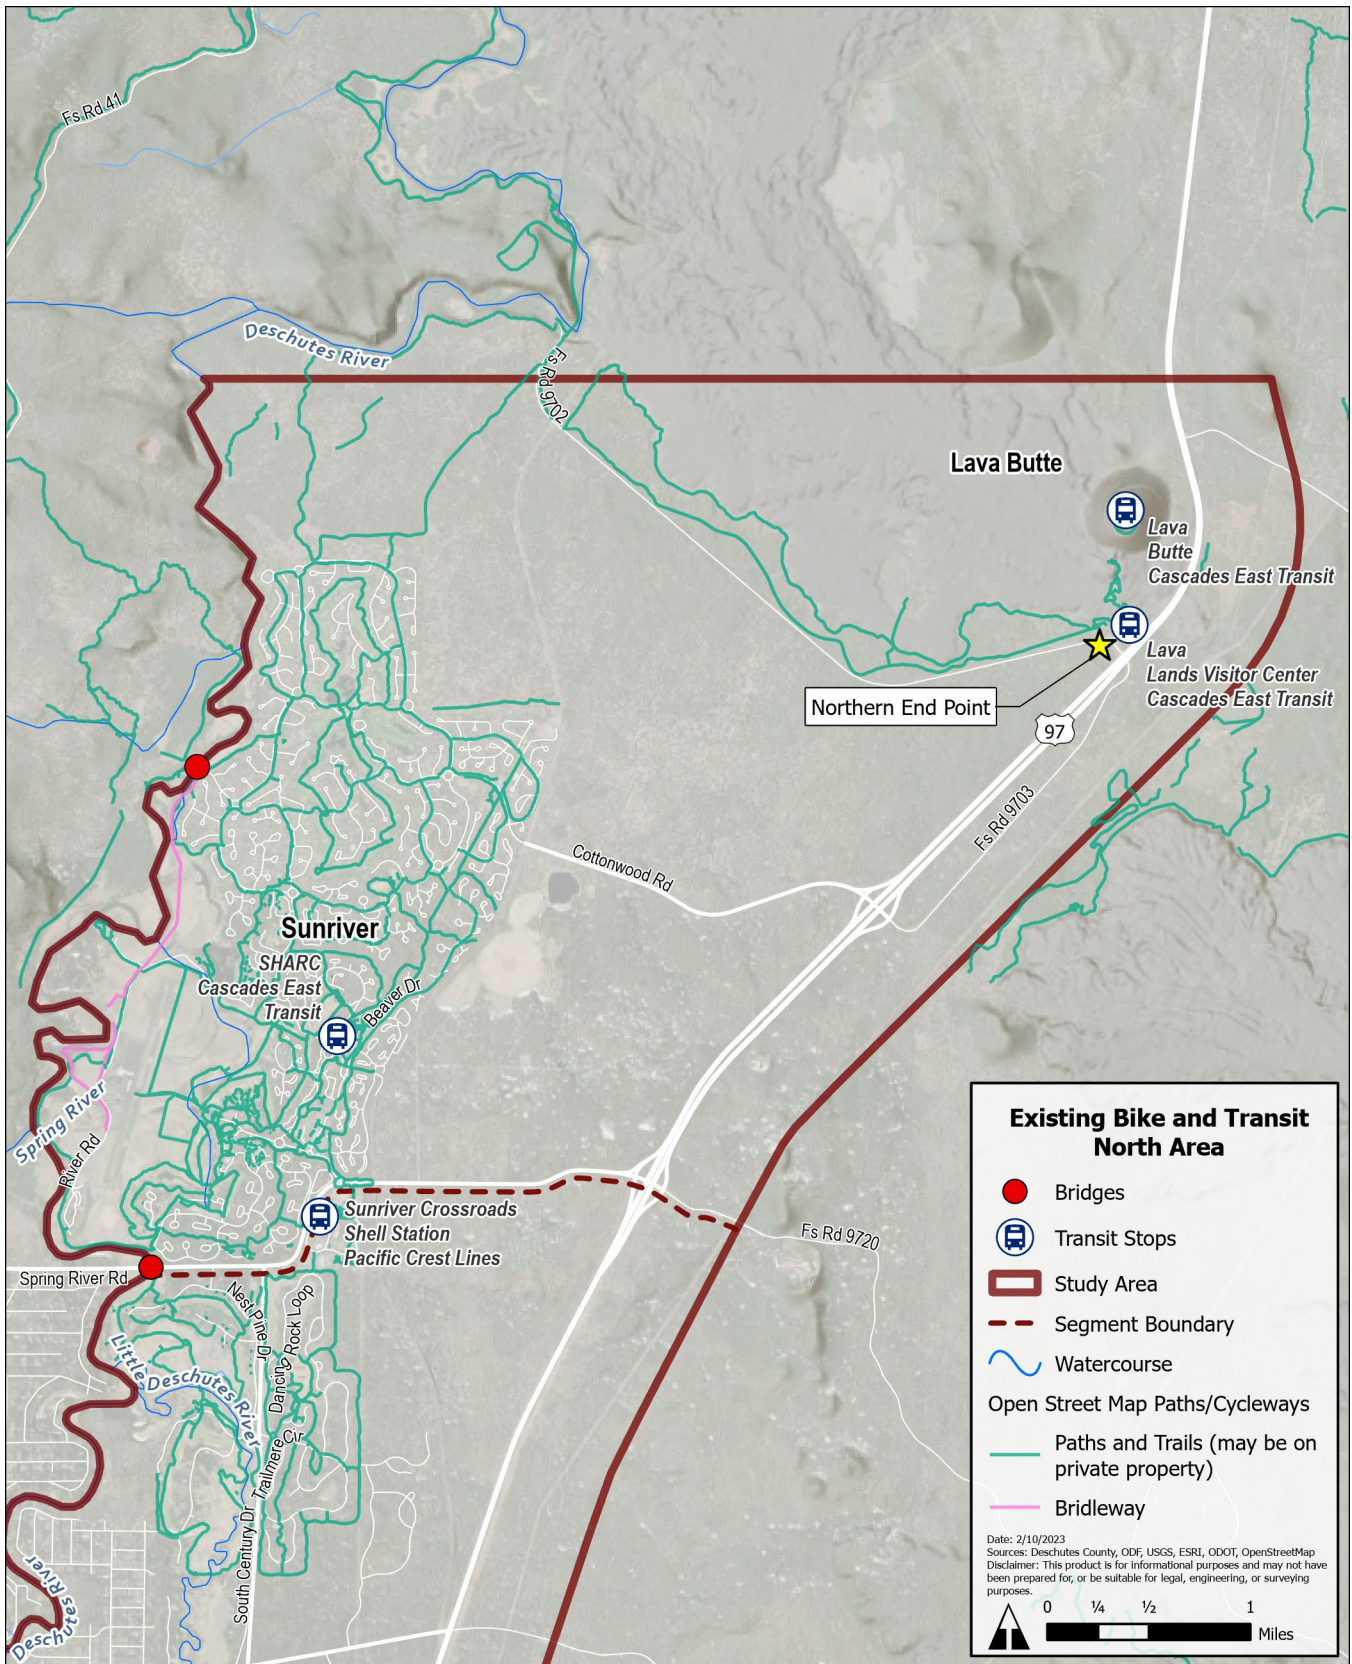 Fs Rd 41
Deschutes River
Fs Rd 9702
Lava Butte
Lava
Butte
Cascades East Transit
Lava
Lands Visitor Center
Cascades East Transit
Northern End Point
97
Fs Rd 9703
Cottonwood Rd
Sunriver
SHARC
Cascades East
Transit
Beaver Dr
Spring River
River Rd
Sunriver Crossroads
Shell Station
Pacific Crest Lines
Fs Rd 9720
Spring River Rd
Nest Pine Dr
Dancing Rock Loop
Little Deschutes River
Trailmere Cir
South Century Dr
Deschutes River
Existing Bike and Transit
North Area
Bridges
Transit Stops
Study Area
Segment Boundary
Watercourse
Open Street Map Paths/Cycleways
Paths and Trails (may be on
private property)
Bridleway
Date: 2/10/2023
Sources: Deschutes County, ODF, USGS, ESRI, ODOT, OpenStreetMap
Disclaimer: This product is for informational purposes and may not have
been prepared for, or be suitable for legal, engineering, or surveying
purposes.
0 ¼ ½ 1
Miles